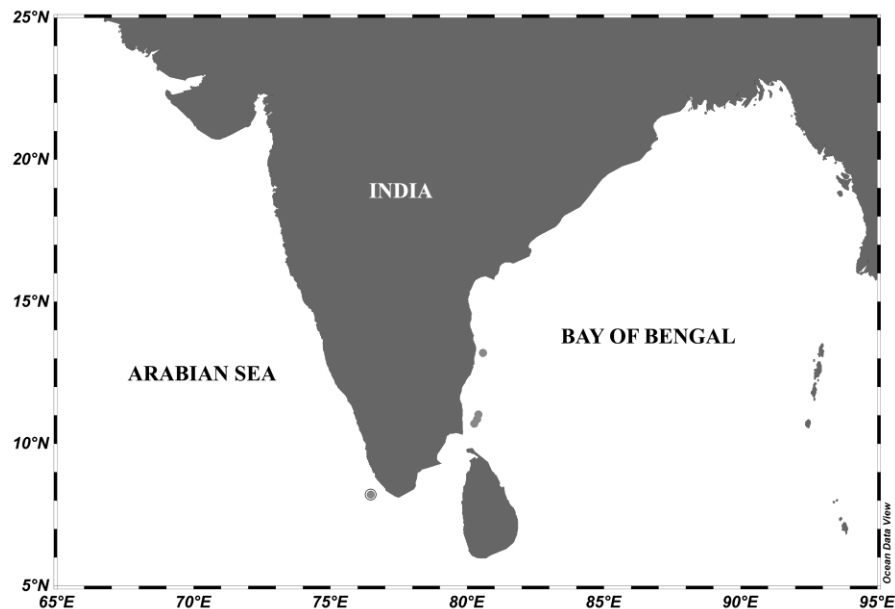 25°N
20°N
INDIA
15°N
BAY OF BENGAL
ARABIAN SEA
10°N
5°N
65°E 70°E 75°E 80°E 85°E 90°E 95°E
Ocean Data View